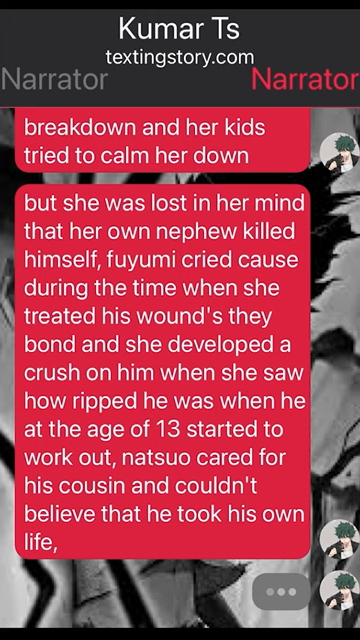 Kumar Ts
textingstory.com
Narrator
Narrator
breakdown and her kids
tried to calm her down
but she was lost in her mind
that her own nephew killed
himself, fuyumi cried cause
during the time when she
treated his wound's they
bond and she developed a
crush on him when she saw
how ripped he was when he
at the age of 13 started to
work out, natsuo cared for
his cousin and couldn't
believe that he took his own
life,